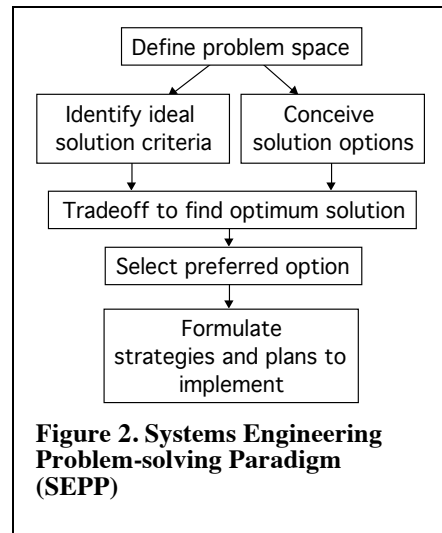 Define problem space
Identify ideal
solution criteria
Conceive
solution options
Tradeoff to find optimum solution
Select preferred option
Formulate
strategies and plans to
implement
Figure 2. Systems Engineering
Problem-solving Paradigm
(SEPP)